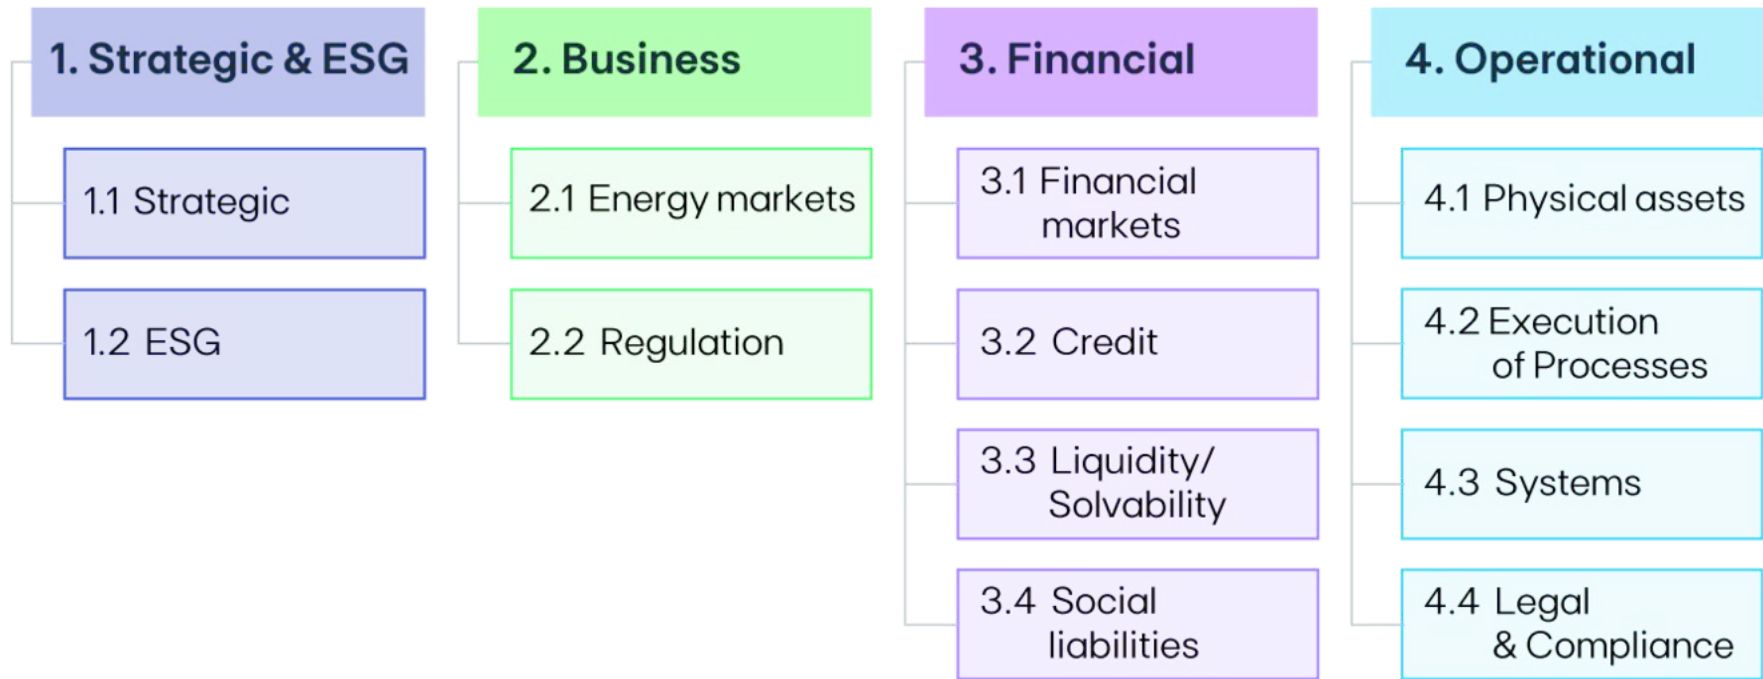 1. Strategic & ESG
1.1 Strategic
1.2 ESG
2. Business
2.1 Energy markets
2.2 Regulation
3. Financial
3.1 Financial
markets
3.2 Credit
3.3 Liquidity/
Solvability
3.4 Social
liabilities
4. Operational
4.1 Physical assets
4.2 Execution
of Processes
4.3 Systems
4.4 Legal
& Compliance